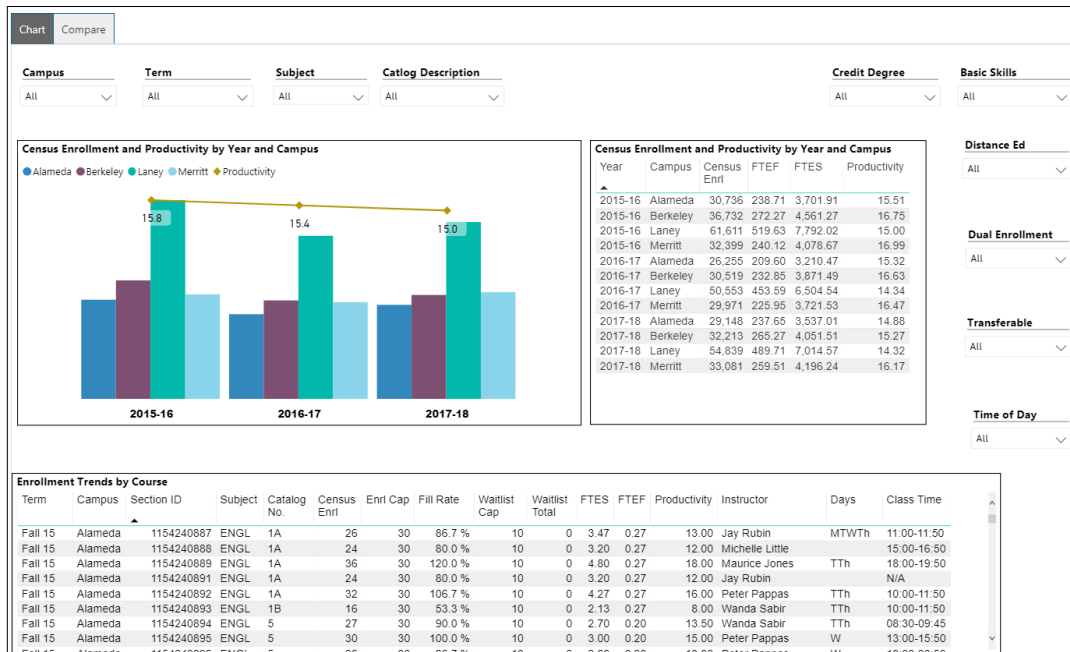 Chart Compare
Campus Term Subject Catlog Description Credit Degree Basic Skills
All All All All All All
Distance Ed
All
Dual Enrollment
All
Transferable
All
Time of Day
All
Census Enrollment and Productivity by Year and Campus
Alameda Berkeley Laney Merritt Productivity
15.8 15.4 15.0
2015-16 2016-17 2017-18
Census Enrollment and Productivity by Year and Campus
Year Campus Census FTEF FTES Productivity
Enrl
2015-16 Alameda 30,736 238.71 3,701.91 15.51
2015-16 Berkeley 36,732 272.27 4,561.27 16.75
2015-16 Laney 61,611 519.63 7,792.02 15.00
2015-16 Merritt 32,399 240.12 4,078.67 16.99
2016-17 Alameda 26,255 209.60 3,210.47 15.32
2016-17 Berkeley 30,519 232.85 3,871.49 16.63
2016-17 Laney 50,553 453.59 6,504.54 14.34
2016-17 Merritt 29,971 225.95 3,721.53 16.47
2017-18 Alameda 29,148 237.65 3,537.01 14.88
2017-18 Berkeley 32,213 265.27 4,051.51 15.27
2017-18 Laney 54,839 489.71 7,014.57 14.32
2017-18 Merritt 33,081 259.51 4,196.24 16.17
Enrollment Trends by Course
Term Campus Section ID Subject Catalog Census Enrl Cap Fill Rate Waitlist Waitlist FTES FTEF Productivity Instructor Days Class Time
No. Enrl Cap Total
Fall 15 Alameda 1154240887 ENGL 1A 26 30 86.7 % 10 0 3.47 0.27 13.00 Jay Rubin MTWTh 11:00-11:50
Fall 15 Alameda 1154240888 ENGL 1A 24 30 80.0 % 10 0 3.20 0.27 12.00 Michelle Little 15:00-16:50
Fall 15 Alameda 1154240889 ENGL 1A 36 30 120.0 % 10 0 4.80 0.27 18.00 Maurice Jones TTh 18:00-19:50
Fall 15 Alameda 1154240891 ENGL 1A 24 30 80.0 % 10 0 3.20 0.27 12.00 Jay Rubin N/A
Fall 15 Alameda 1154240892 ENGL 1A 32 30 106.7 % 10 0 4.27 0.27 16.00 Peter Pappas TTh 10:00-11:50
Fall 15 Alameda 1154240893 ENGL 1B 16 30 53.3 % 10 0 2.13 0.27 8.00 Wanda Sabir TTh 10:00-11:50
Fall 15 Alameda 1154240894 ENGL 5 27 30 90.0 % 10 0 2.70 0.20 13.50 Wanda Sabir TTh 08:30-09:45
Fall 15 Alameda 1154240895 ENGL 5 30 30 100.0 % 10 0 3.00 0.20 15.00 Peter Pappas W 13:00-15:50